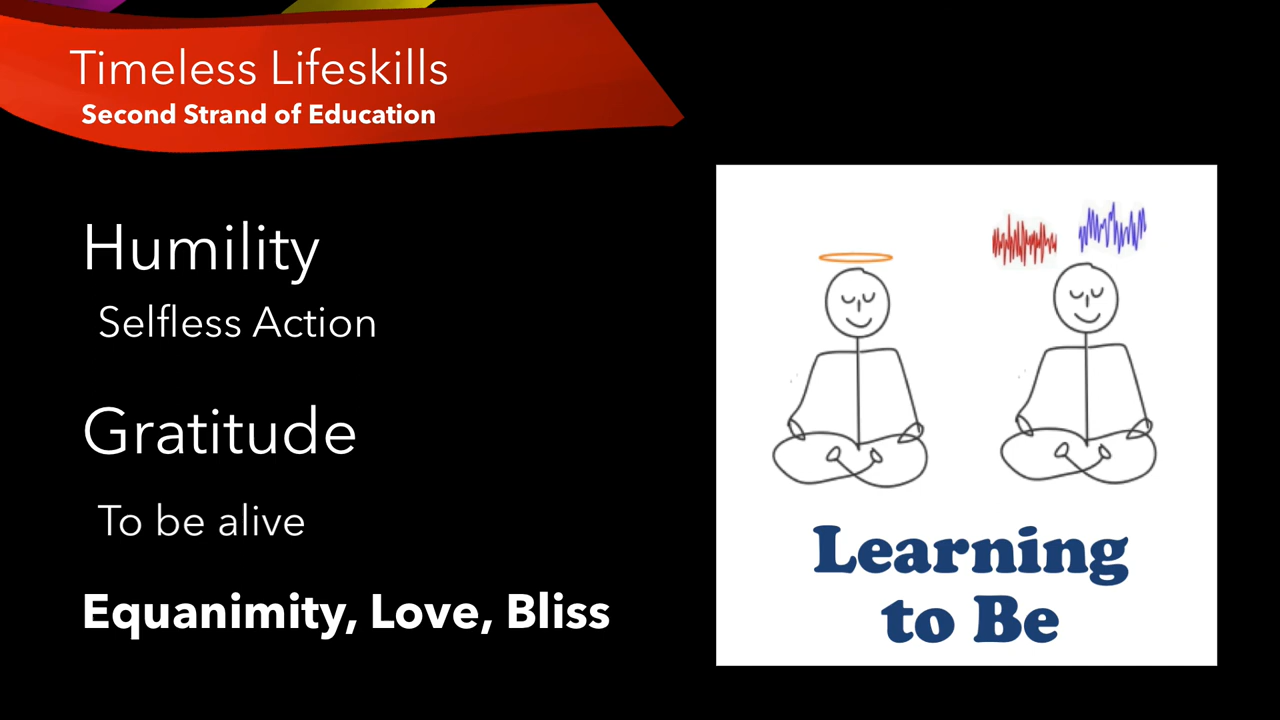 Timeless Lifeskills
Second Strand of Education
Humility
Selfless Action
Gratitude
To be alive
Equanimity, Love, Bliss
Learning
to Be